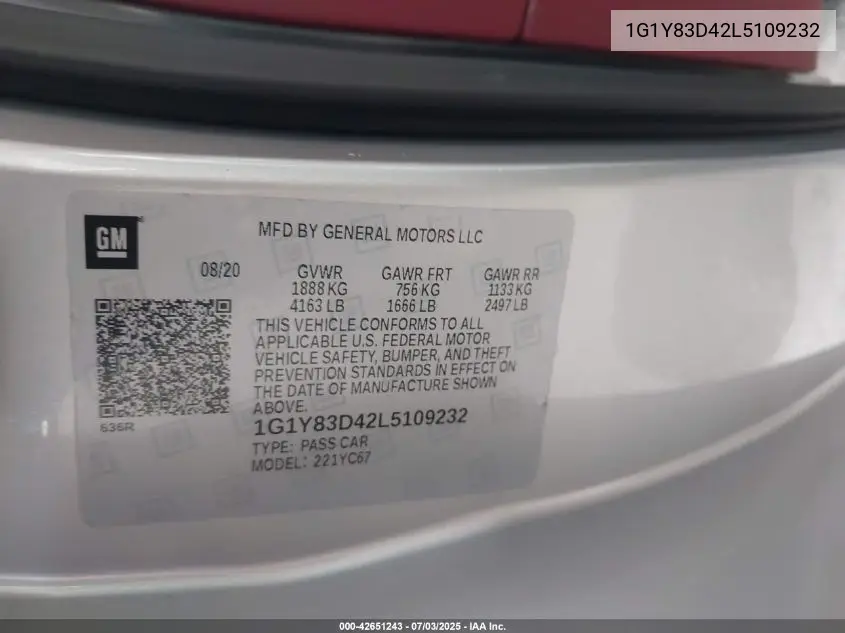 1G1Y83D42L5109232
GM
MFD BY GENERAL MOTORS LLC
08/20 GVWR GAWR FRT GAWR RR
1888 KG 756 KG 1133 KG
4163 LB 1666 LB 2497 LB
THIS VEHICLE CONFORMS TO ALL
APPLICABLE U.S. FEDERAL MOTOR
VEHICLE SAFETY, BUMPER, AND THEFT
PREVENTION STANDARDS IN EFFECT ON
THE DATE OF MANUFACTURE SHOWN
ABOVE.
636R
1G1Y83D42L5109232
TYPE: PASS CAR
MODEL: 221YC67
000-42651243 - 07/03/2025 - IAA Inc.